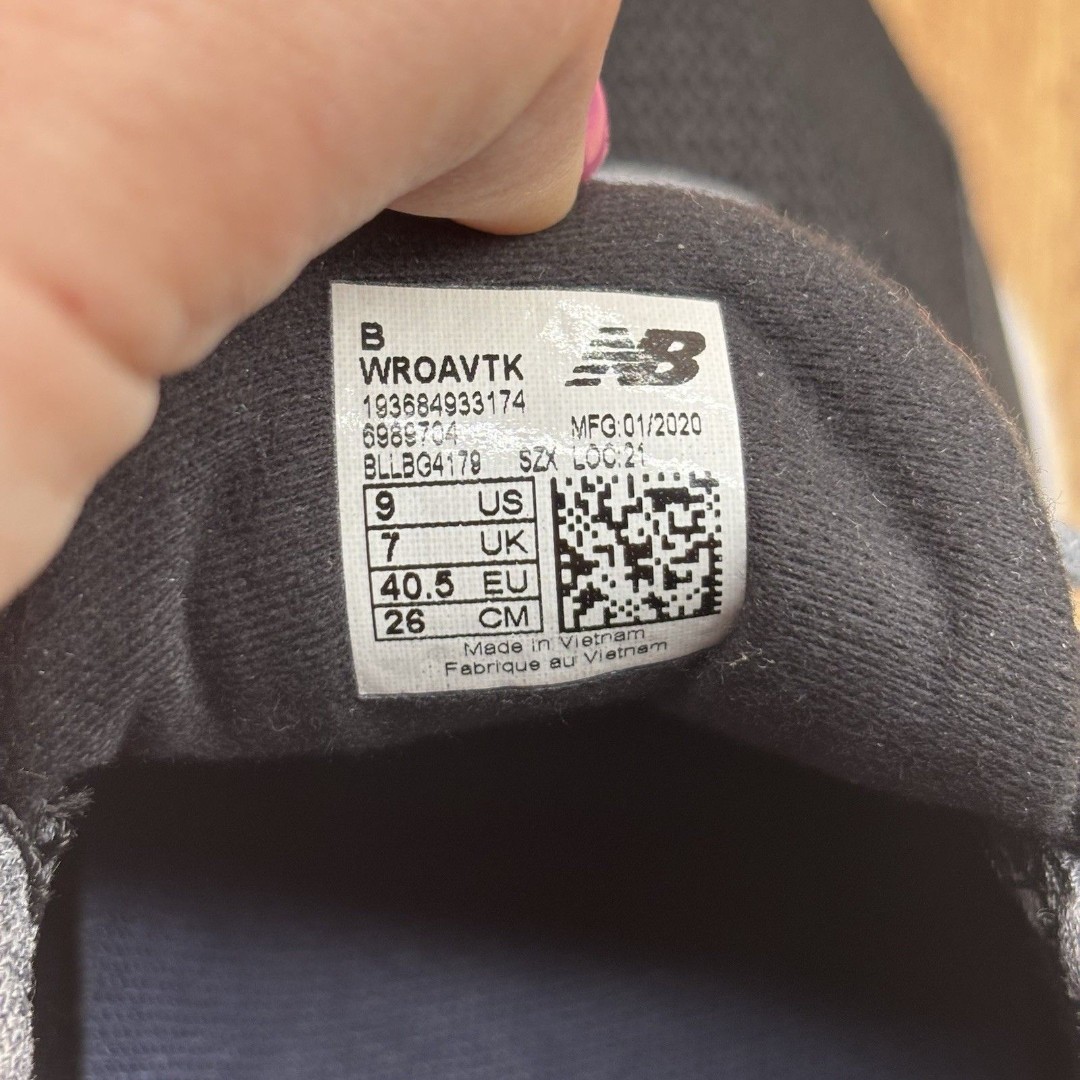 B
WROAVTK
NB
193684933174
6989704
MFG:01/2020
BLLBG4179 SZX LOC:21
9 US
7 UK
40.5 EU
26 CM
Made in Vietnam
Fabrique au Vietnam